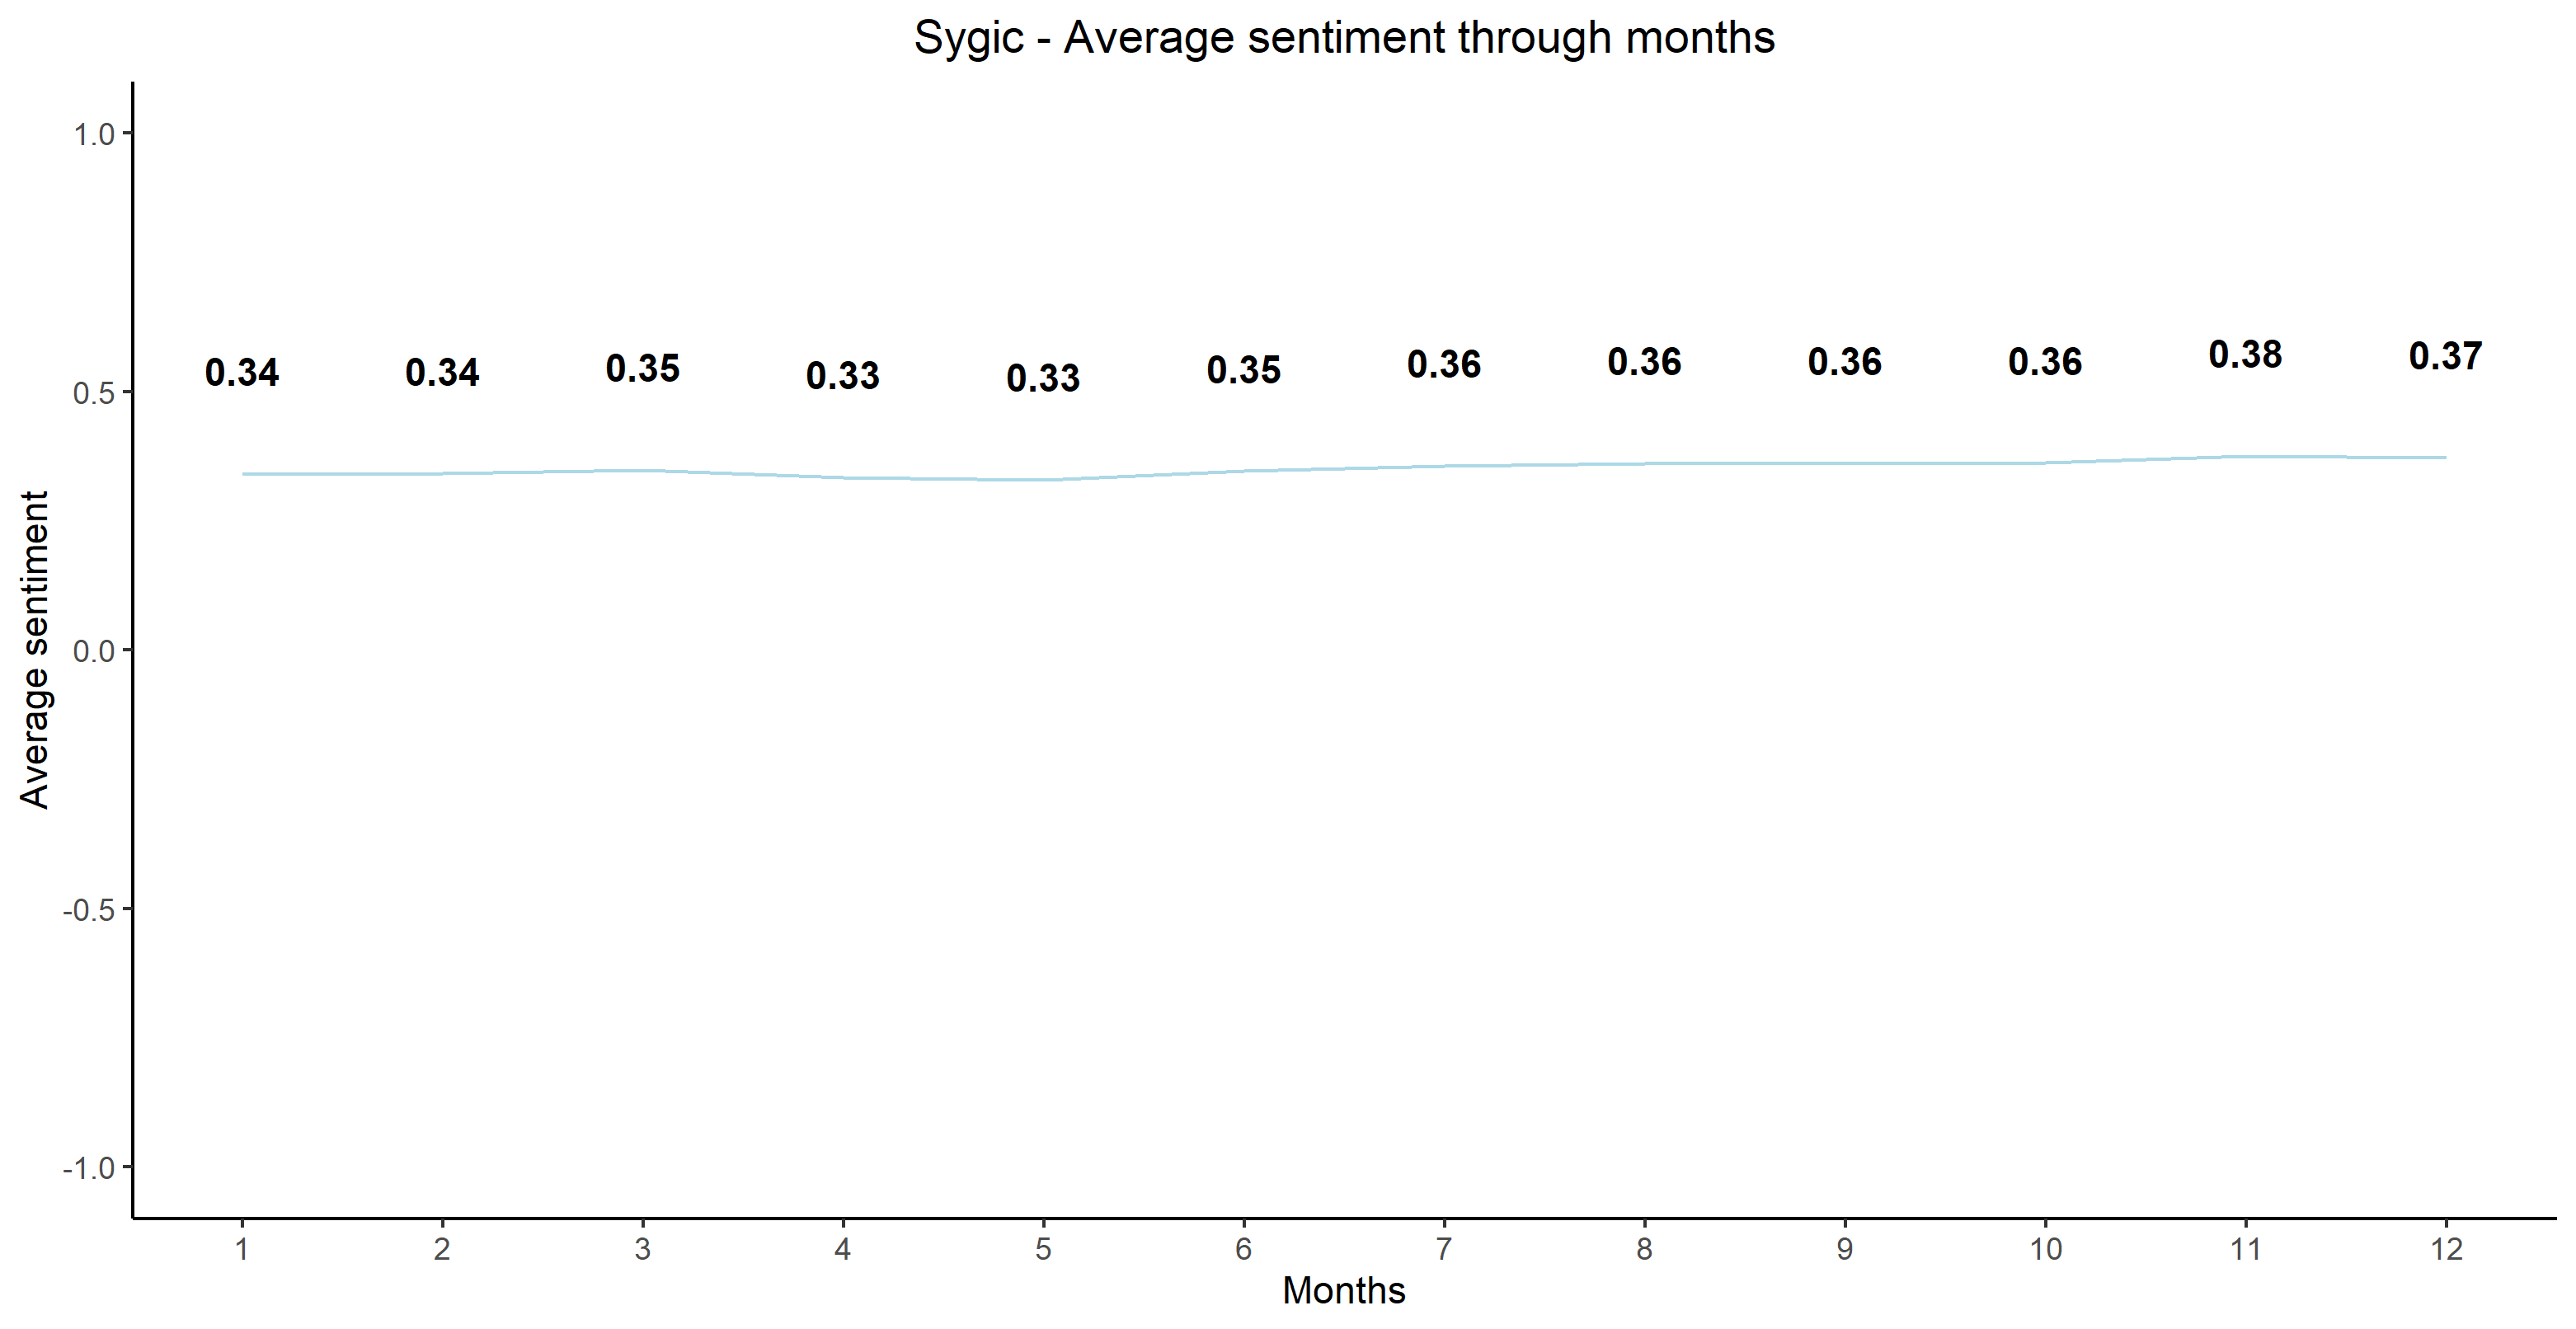 Sygic - Average sentiment through months
Average sentiment
1.0
0.5
0.0
-0.5
-1.0
0.34 0.34 0.35 0.33 0.33 0.35 0.36 0.36 0.36 0.36 0.38 0.37
1 2 3 4 5 6 7 8 9 10 11 12
Months